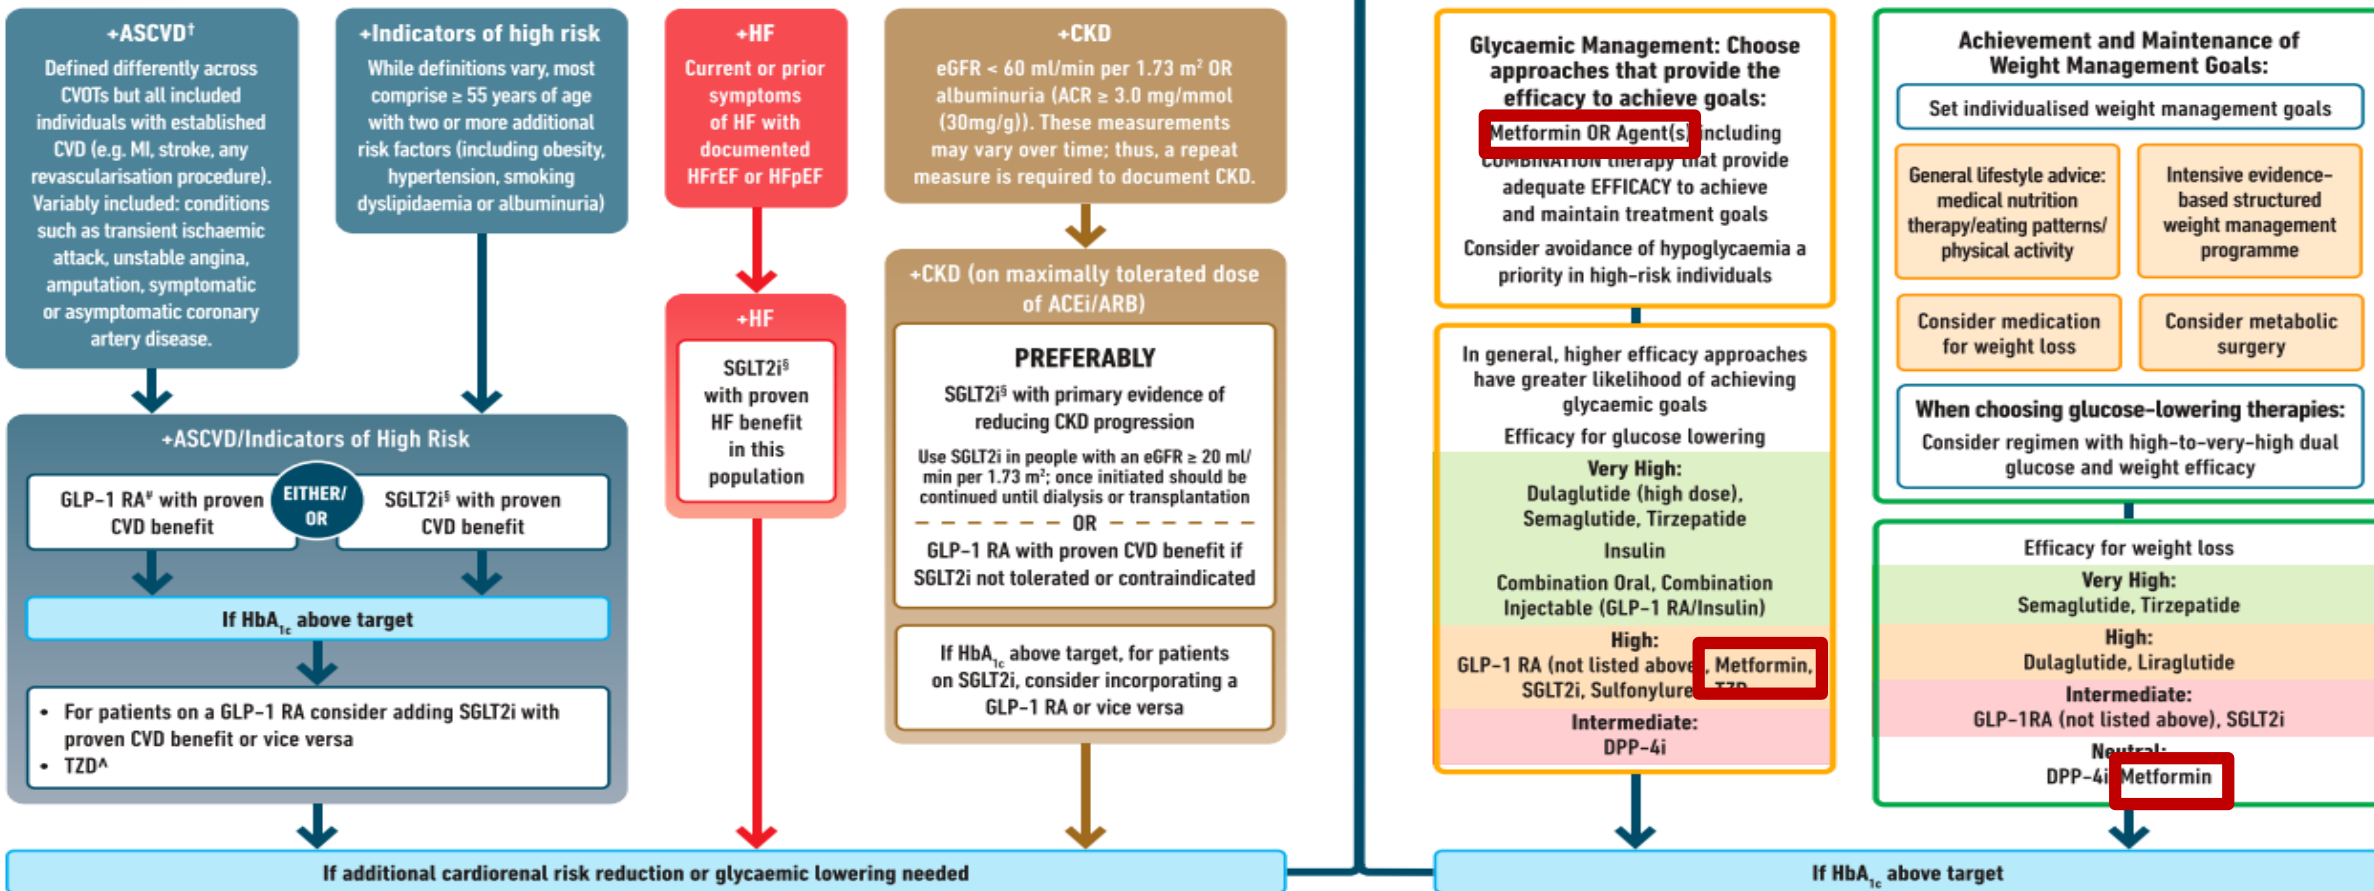 +ASCVD†
Defined differently across
CVOTs but all included
individuals with established
CVD (e.g. MI, stroke, any
revascularisation procedure).
Variably included: conditions
such as transient ischaemic
attack, unstable angina,
amputation, symptomatic
or asymptomatic coronary
artery disease.
+Indicators of high risk
While definitions vary, most
comprise ≥ 55 years of age
with two or more additional
risk factors (including obesity,
hypertension, smoking
dyslipidaemia or albuminuria)
+ASCVD/Indicators of High Risk
GLP-1 RA# with proven
CVD benefit
EITHER/
OR
SGLT2i§ with proven
CVD benefit
If HbA1c above target
• For patients on a GLP-1 RA consider adding SGLT2i with
proven CVD benefit or vice versa
• TZD^
+HF
Current or prior
symptoms
of HF with
documented
HFrEF or HFpEF
+HF
SGLT2i§
with proven
HF benefit
in this
population
+CKD
eGFR < 60 ml/min per 1.73 m² OR
albuminuria (ACR ≥ 3.0 mg/mmol
(30mg/g)). These measurements
may vary over time; thus, a repeat
measure is required to document CKD.
+CKD (on maximally tolerated dose
of ACEi/ARB)
PREFERABLY
SGLT2i§ with primary evidence of
reducing CKD progression
Use SGLT2i in people with an eGFR ≥ 20 ml/
min per 1.73 m²; once initiated should be
continued until dialysis or transplantation
OR
GLP-1 RA with proven CVD benefit if
SGLT2i not tolerated or contraindicated
If HbA1c above target, for patients
on SGLT2i, consider incorporating a
GLP-1 RA or vice versa
If additional cardiorenal risk reduction or glycaemic lowering needed
Glycaemic Management: Choose
approaches that provide the
efficacy to achieve goals:
Metformin OR Agent(s) including
COMBINATION therapy that provide
adequate EFFICACY to achieve
and maintain treatment goals
Consider avoidance of hypoglycaemia a
priority in high-risk individuals
In general, higher efficacy approaches
have greater likelihood of achieving
glycaemic goals
Efficacy for glucose lowering
Very High:
Dulaglutide (high dose),
Semaglutide, Tirzepatide
Insulin
Combination Oral, Combination
Injectable (GLP-1 RA/Insulin)
High:
GLP-1 RA (not listed above), Metformin,
SGLT2i, Sulfonylurea, TZD
Intermediate:
DPP-4i
Achievement and Maintenance of
Weight Management Goals:
Set individualised weight management goals
General lifestyle advice:
medical nutrition
therapy/eating patterns/
physical activity
Intensive evidence-
based structured
weight management
programme
Consider medication
for weight loss
Consider metabolic
surgery
When choosing glucose-lowering therapies:
Consider regimen with high-to-very-high dual
glucose and weight efficacy
Efficacy for weight loss
Very High:
Semaglutide, Tirzepatide
High:
Dulaglutide, Liraglutide
Intermediate:
GLP-1RA (not listed above), SGLT2i
Neutral:
DPP-4i, Metformin
If HbA1c above target